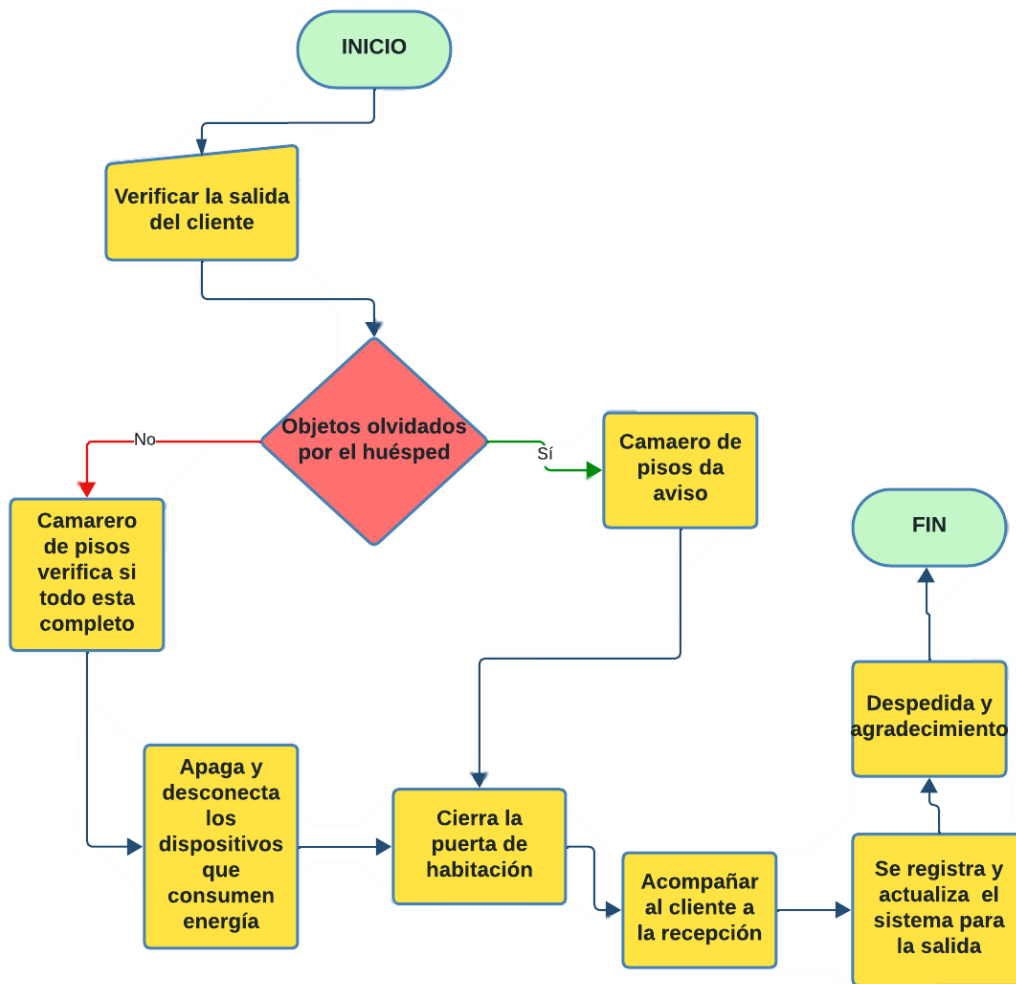 INICIO
Verificar la salida
del cliente
Objetos olvidados
por el huésped
No
Sí
Camaero de
pisos da
aviso
Camarero
de pisos
verifica si
todo esta
completo
Apaga y
desconecta
los
dispositivos
que
consumen
energía
Cierra la
puerta de
habitación
Acompañar
al cliente a
la recepción
Se registra y
actualiza el
sistema para
la salida
Despedida y
agradecimiento
FIN